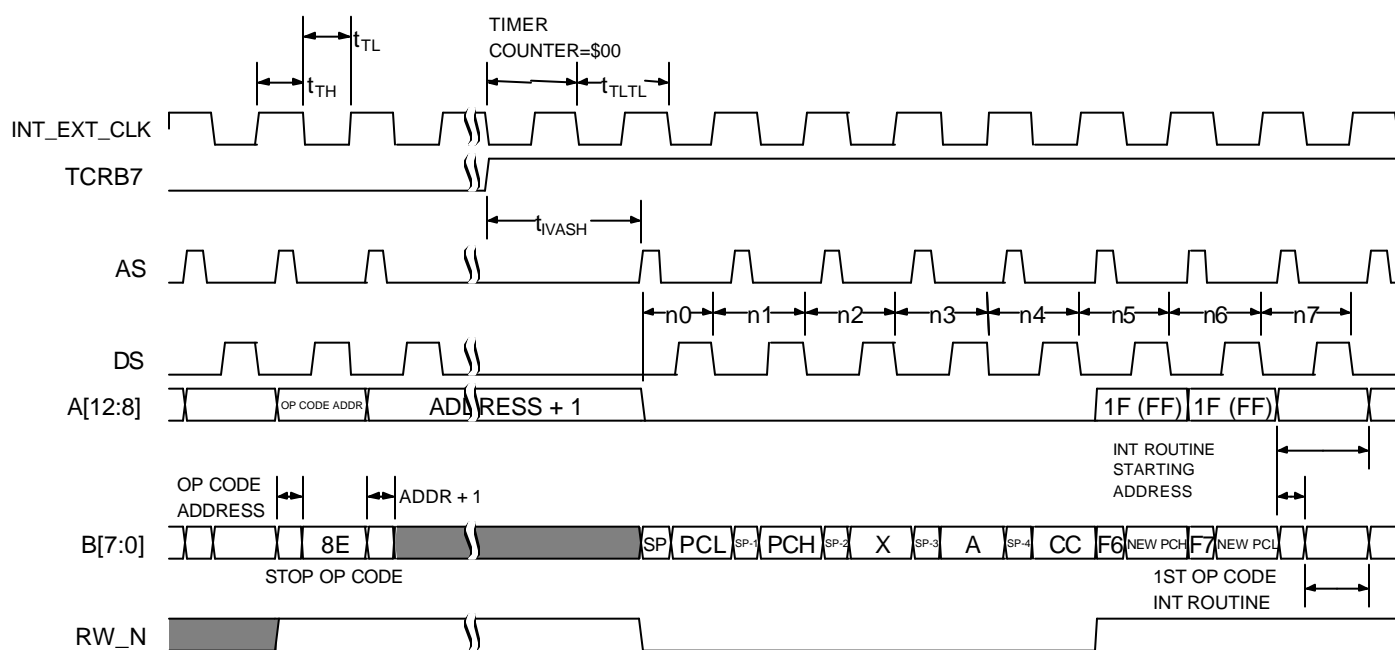 TIMER
COUNTER=$00
tTL
tTH
tTLTL
INT_EXT_CLK
TCRB7
tIVASH
AS
n0 n1 n2 n3 n4 n5 n6 n7
DS
A[12:8]
OP CODE ADDR
ADDRESS + 1
1F (FF) 1F (FF)
INT ROUTINE
STARTING
ADDRESS
OP CODE
ADDRESS
ADDR + 1
B[7:0]
8E
SP PCL SP-1 PCH SP-2 X SP-3 A SP-4 CC F6 NEW PCH F7 NEW PCL
STOP OP CODE
1ST OP CODE
INT ROUTINE
RW_N